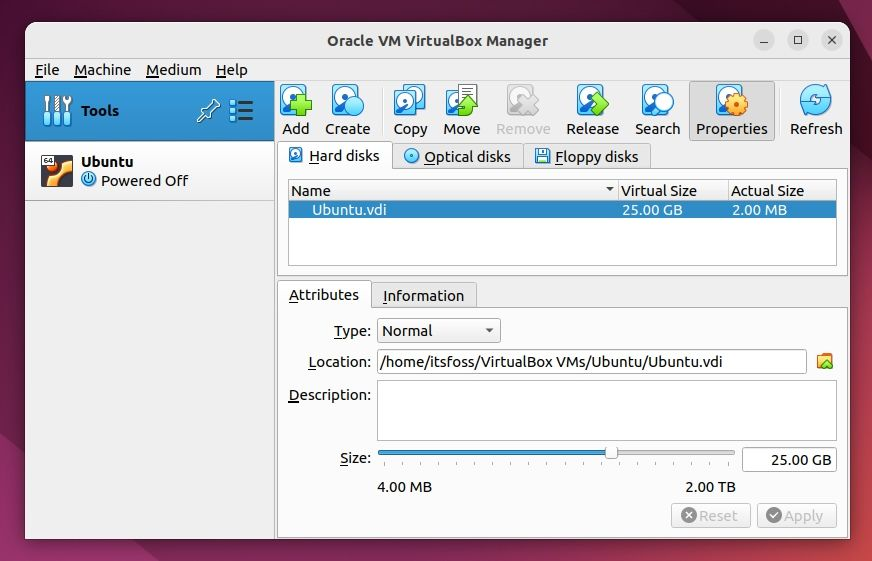 Oracle VM VirtualBox Manager
File Machine Medium Help
Tools
64
Ubuntu
Powered Off
Add Create Copy Move Remove Release Search Properties Refresh
Hard disks Optical disks Floppy disks
Name Virtual Size Actual Size
Ubuntu.vdi 25.00 GB 2.00 MB
Attributes Information
Type: Normal
Location: /home/itsfoss/VirtualBox VMs/Ubuntu/Ubuntu.vdi
Description:
Size: 25.00 GB
4.00 MB 2.00 TB
Reset Apply